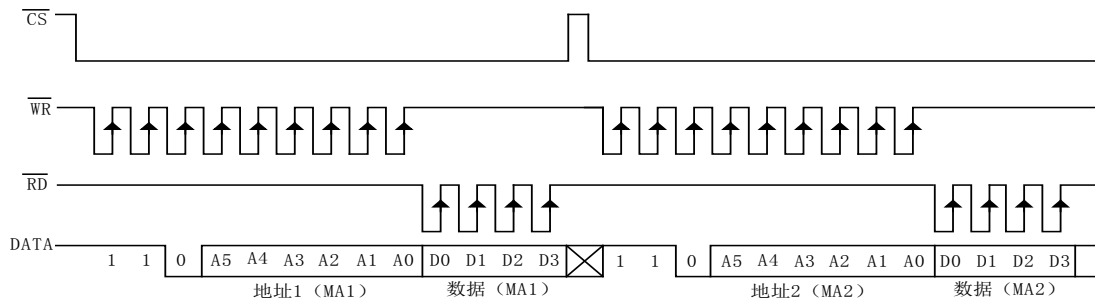 CS
WR
RD
DATA 1 1 0 A5 A4 A3 A2 A1 A0 D0 D1 D2 D3 1 1 0 A5 A4 A3 A2 A1 A0 D0 D1 D2 D3
地址1（MA1） 数据（MA1） 地址2（MA2） 数据（MA2）